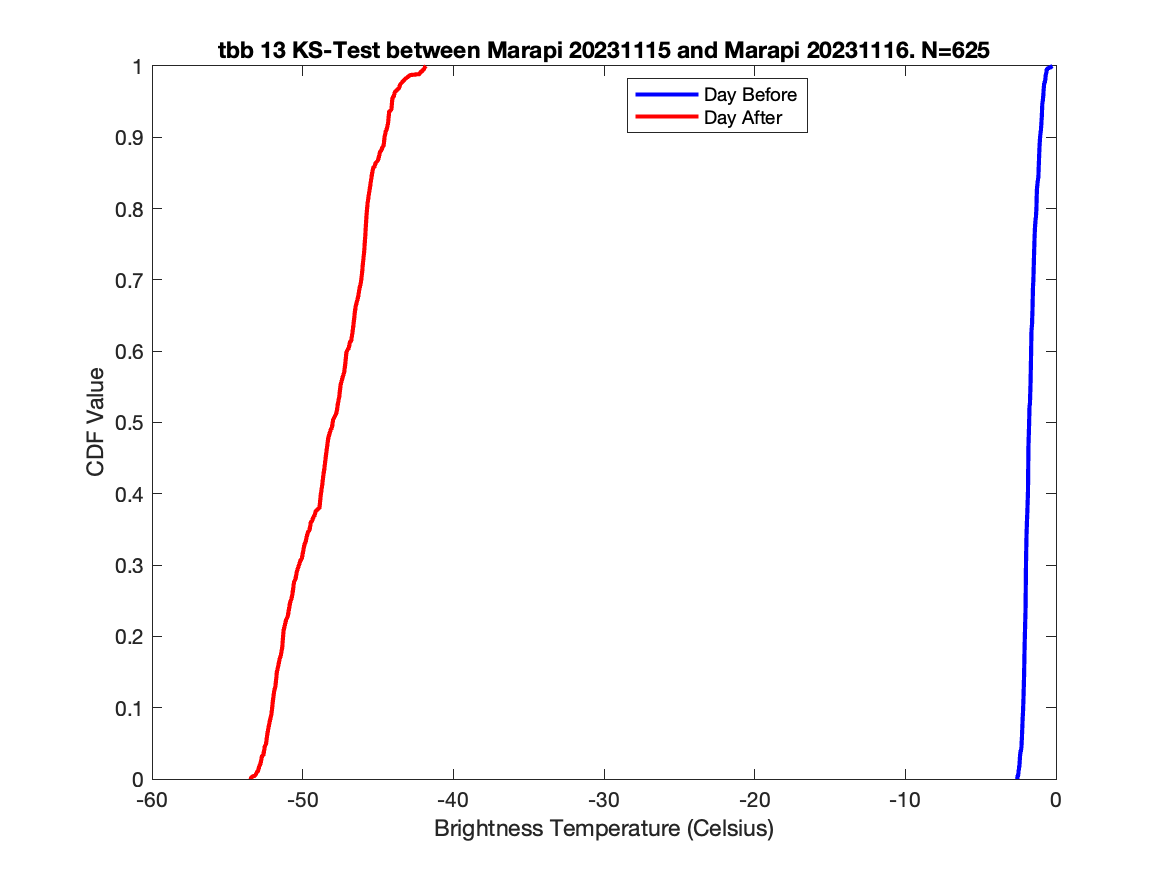 tbb 13 KS-Test between Marapi 20231115 and Marapi 20231116. N=625
Day Before
Day After
1
0.9
0.8
0.7
0.6
0.5
0.4
0.3
0.2
0.1
0
CDF Value
-60 -50 -40 -30 -20 -10 0
Brightness Temperature (Celsius)